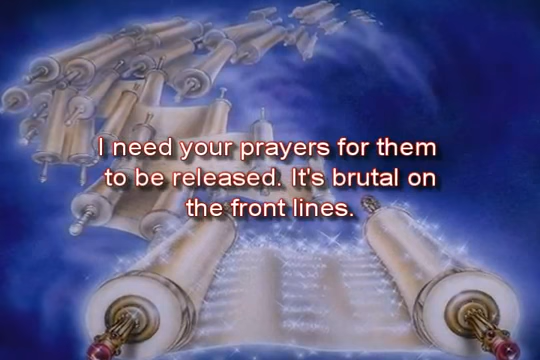 I need your prayers for them
to be released. It's brutal on
the front lines.